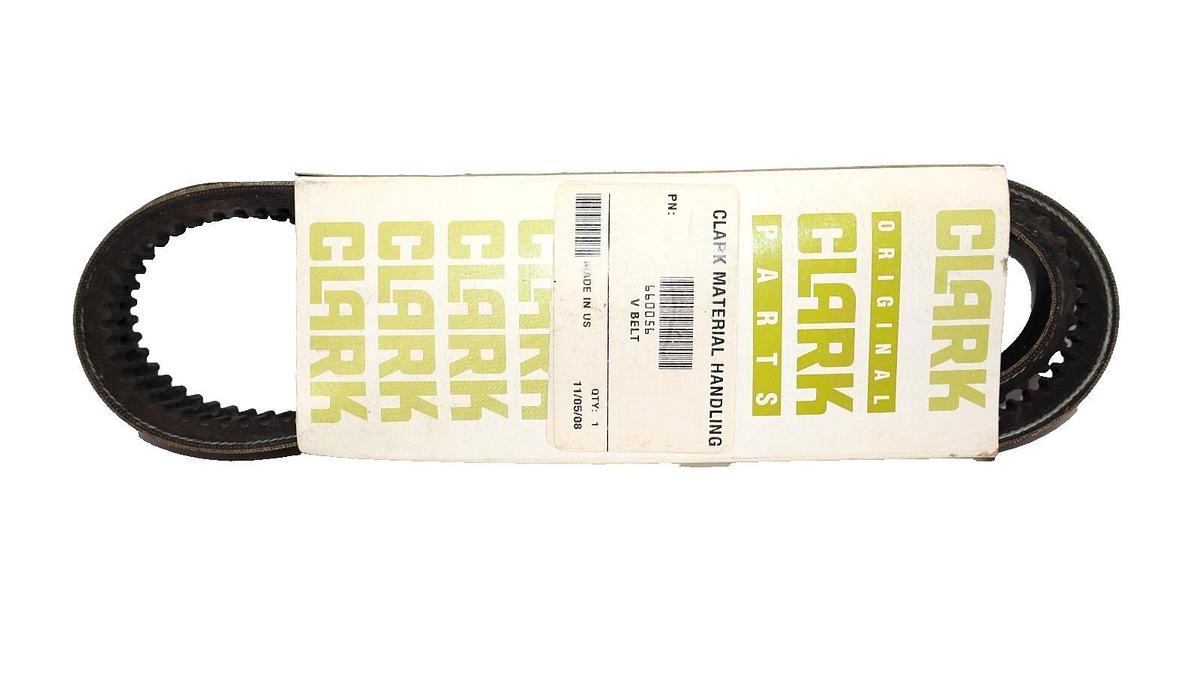 CLARK
ORIGINAL
CLARK
PARTS
CLARK MATERIAL HANDLING
PN:
V BELT
QTY: 1
MADE IN US 11/05/08
CLARK
CLARK
CLARK
CLARK